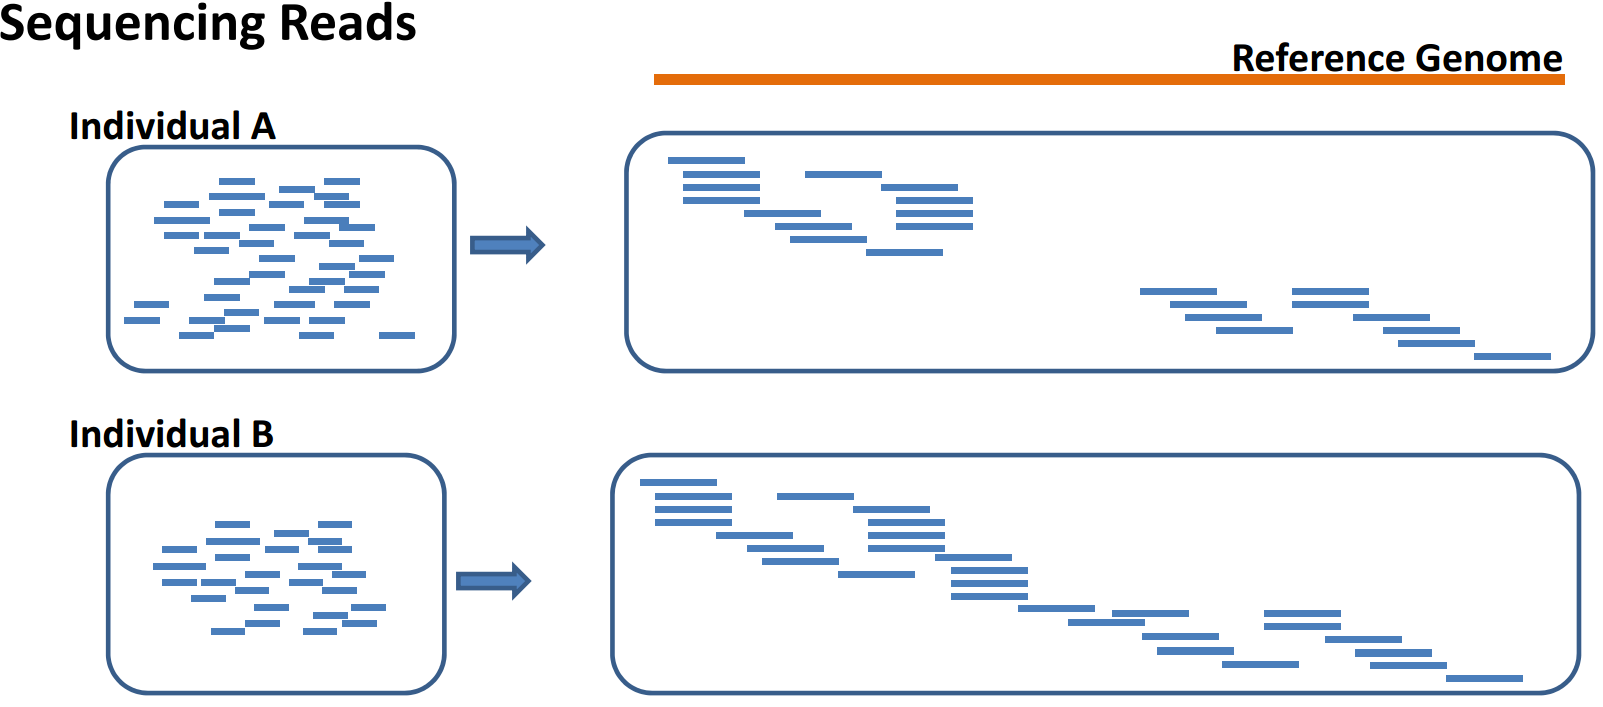 Sequencing Reads
Reference Genome
Individual A
Individual B